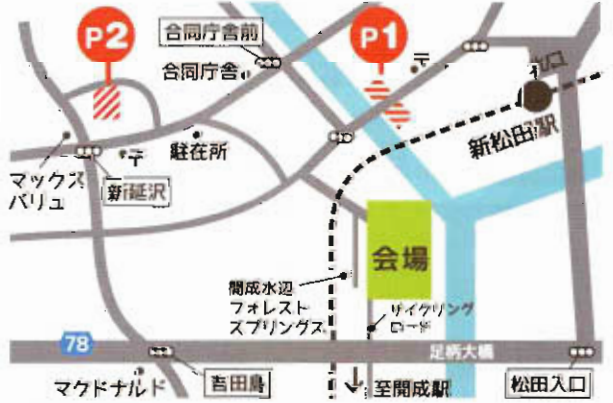 P2
合同庁舎前
P1
〒
合同庁舎
北口
新松田駅
マックス
バリュ
〒
駐在所
新延沢
会場
開成水辺
フォレスト
スプリングス
サイクリング
ロード
78
足柄大橋
マクドナルド
吉田島
至開成駅
松田入口